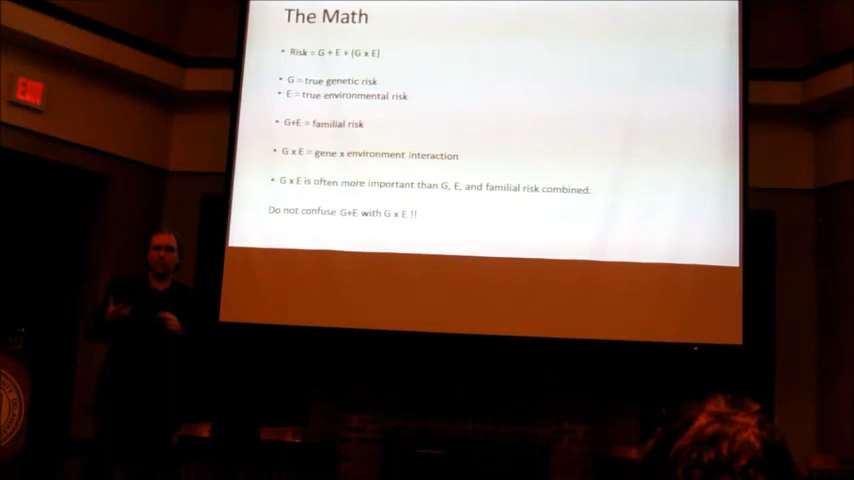 The Math
• Risk = G + E + (G x E)
• G = true genetic risk
• E = true environmental risk
• G+E = familial risk
• G x E = gene x environment interaction
• G x E is often more important than G, E, and familial risk combined.
Do not confuse G+E with G x E !!
EXIT